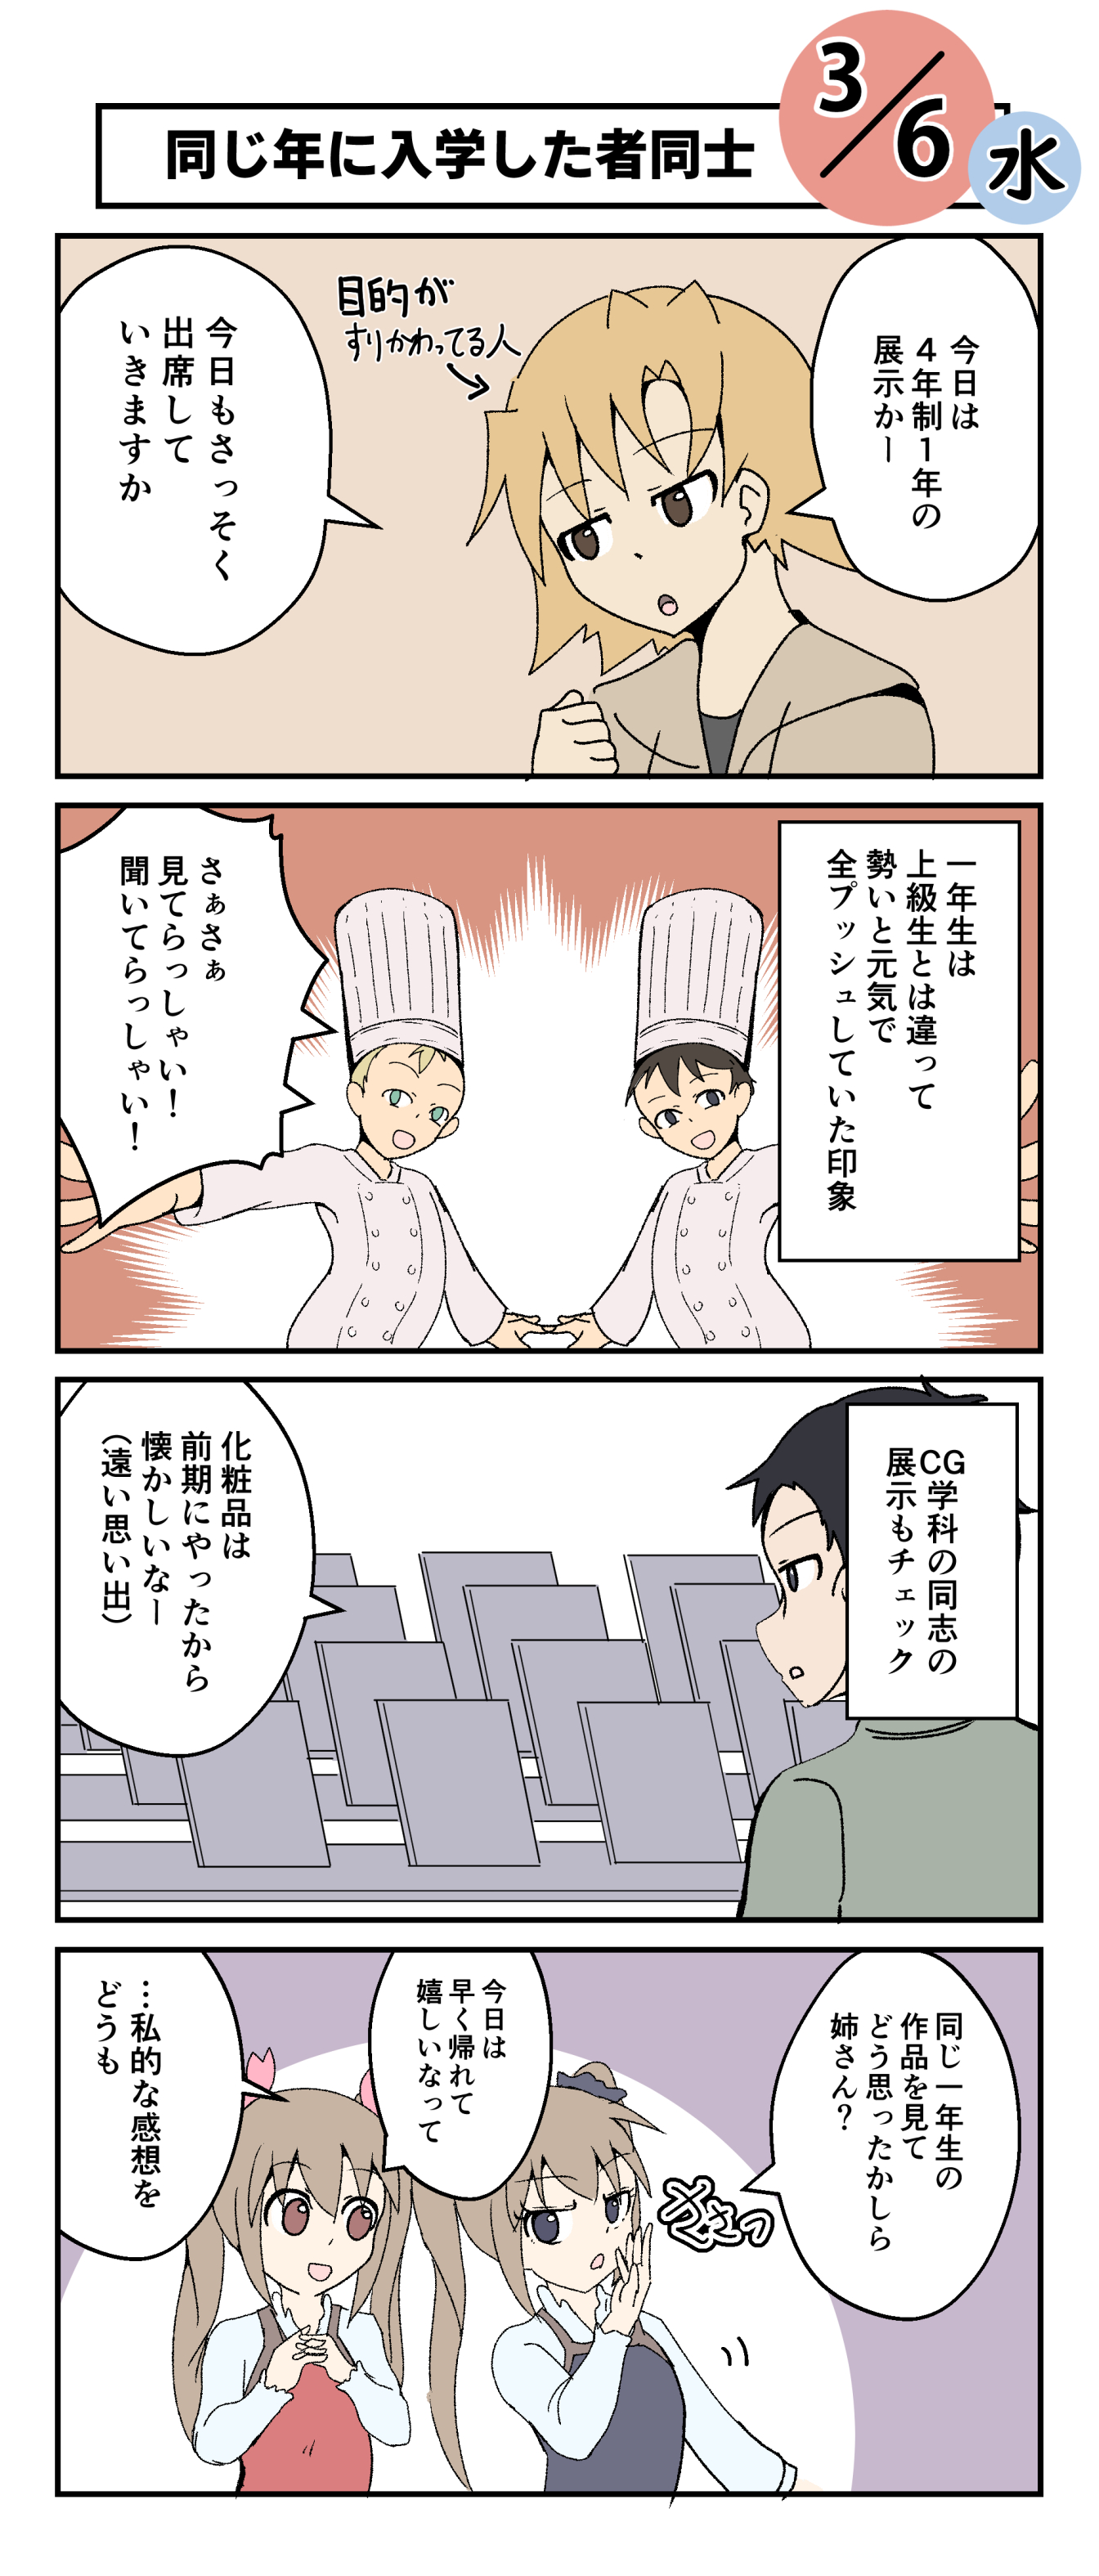 同じ年に入学した者同士
3/6
水
今日は
4年制1年の
展示かー
目的が
すりかわってる人
今日もさっそく
出席して
いきますか
一年生は
上級生とは違って
勢いと元気で
全プッシュしていた印象
さぁさぁ
見てらっしゃい！
聞いてらっしゃい！
CG学科の同志の
展示もチェック
化粧品は
前期にやったから
懐かしいなー
（遠い思い出）
同じ一年生の
作品を見て
どう思ったかしら
姉さん？
今日は
早く帰れて
嬉しいなって
…私的な感想を
どうも